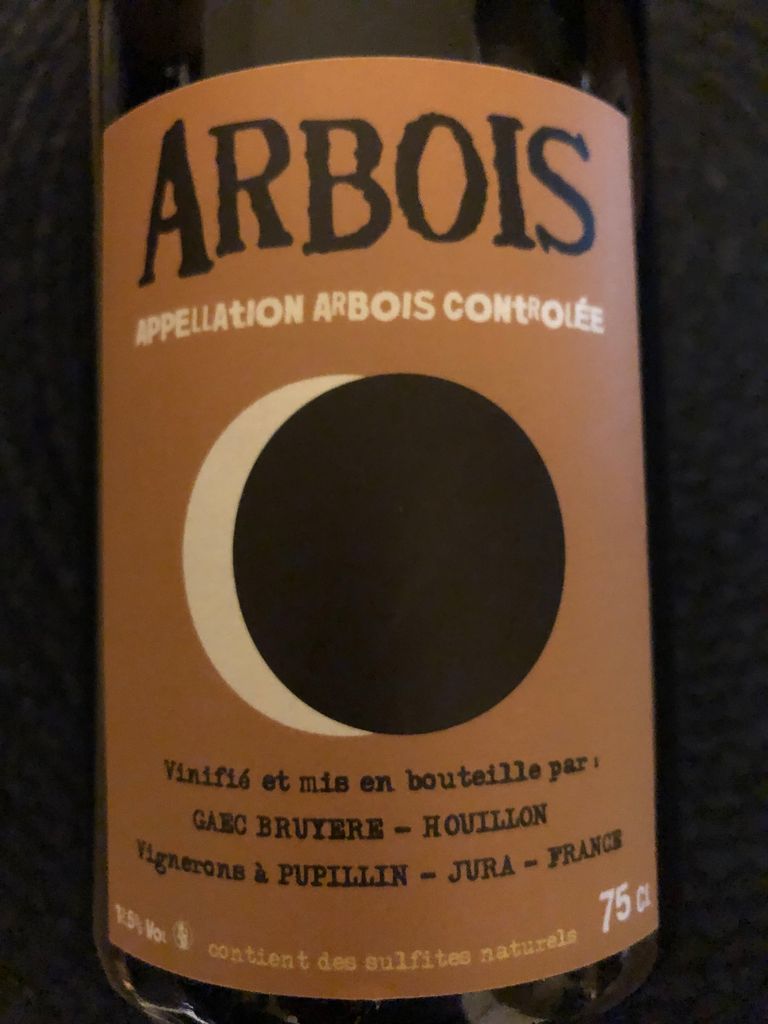 ARBOIS
APPELLAtION ARBOIS CONtROLÉE
Vinifié et mis en bouteille par :
GAEC BRUYERE - HOUILLON
Vignerons à PUPILLIN - JURA - FRANCE
Vol 75 cl
contient des sulfites naturels